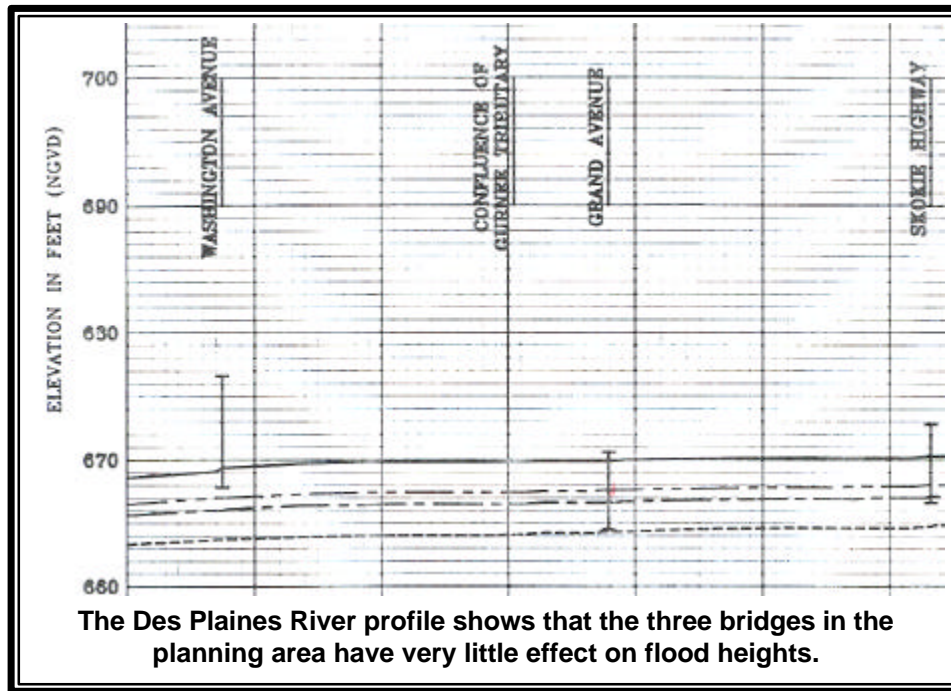 700
690
630
670
660
ELEVATION IN FEET (NGVD)
WASHINGTON AVENUE
CONFLUENCE OF
GURNEE TRIBUTARY
GRAND AVENUE
SKOKIE HIGHWAY
The Des Plaines River profile shows that the three bridges in the
planning area have very little effect on flood heights.